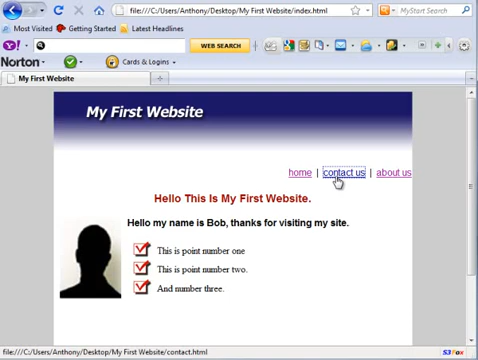 file:///C:/Users/Anthony/Desktop/My First Website/index.html
MyStart Search
Most Visited
Getting Started
Latest Headlines
WEB SEARCH
Norton
Cards & Logins
My First Website
My First Website
home | contact us | about us
Hello This Is My First Website.
Hello my name is Bob, thanks for visiting my site.
This is point number one
This is point number two.
And number three.
file:///C:/Users/Anthony/Desktop/My First Website/contact.html
S3Fox